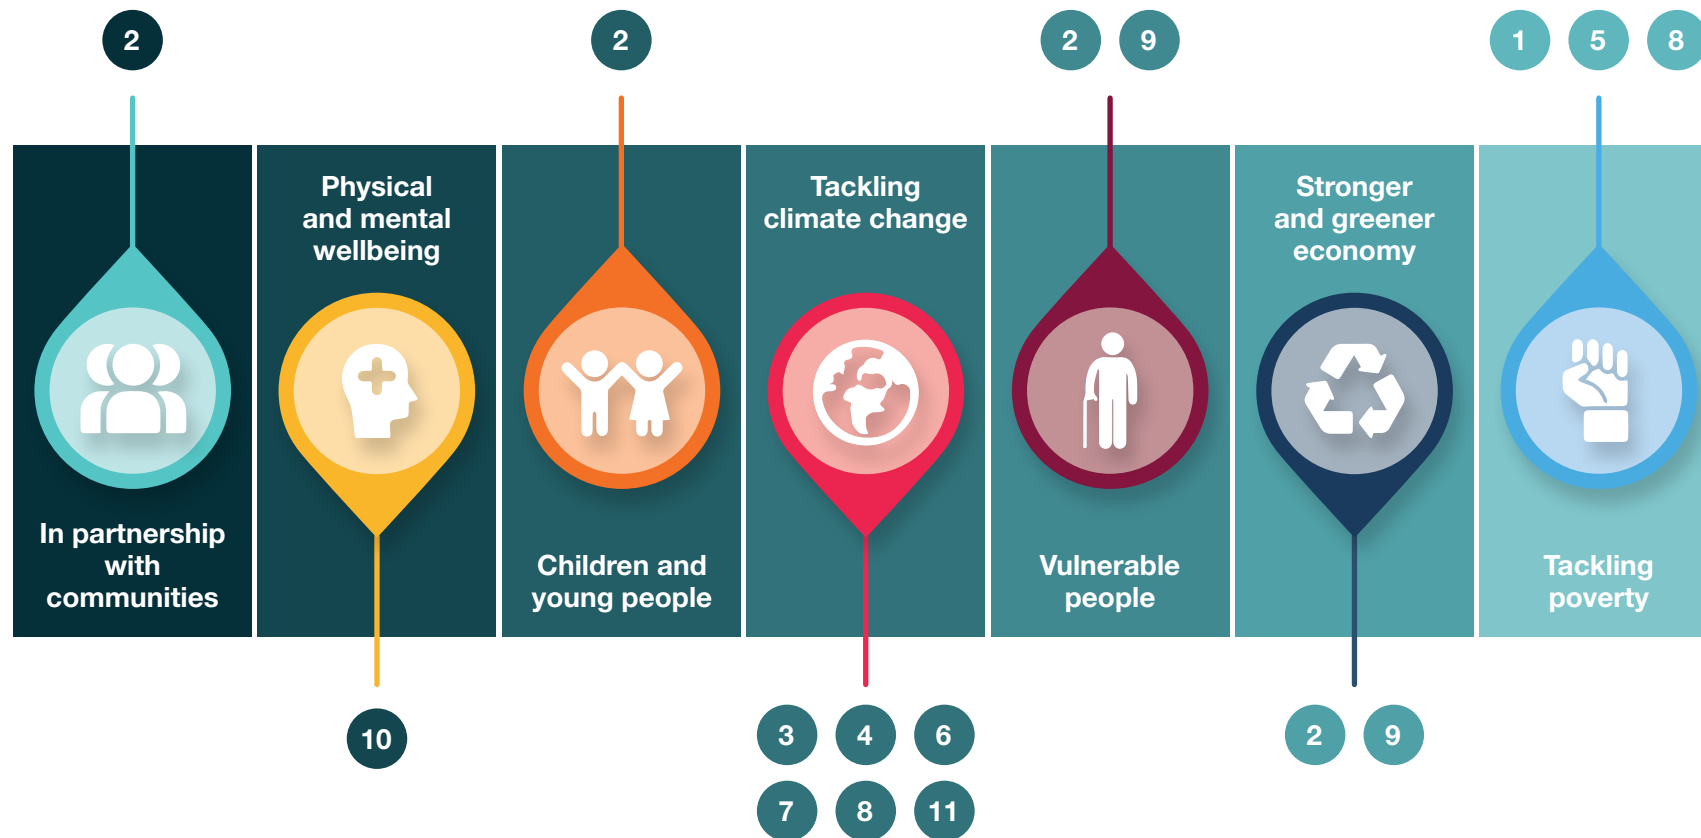 2
2
2 9
1 5 8
In partnership
with
communities
Physical
and mental
wellbeing
Children and
young people
Tackling
climate change
Vulnerable
people
Stronger
and greener
economy
Tackling
poverty
10
3 4 6
7 8 11
2 9